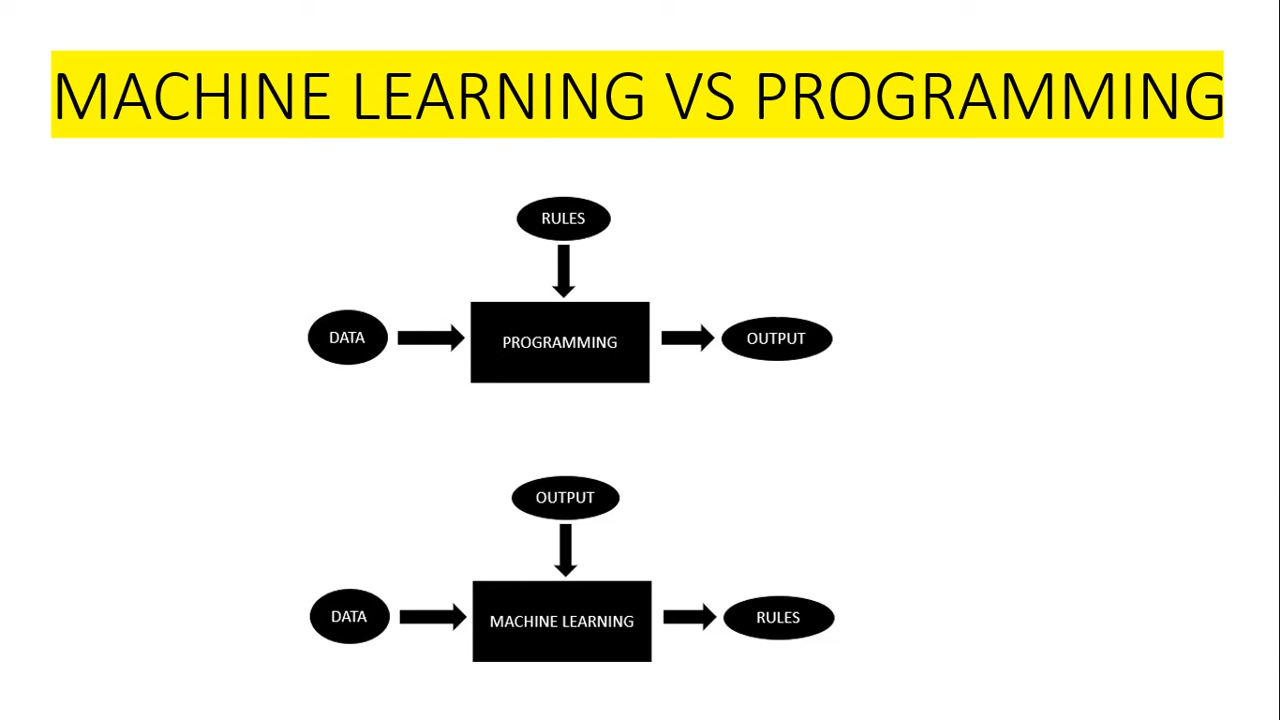 MACHINE LEARNING VS PROGRAMMING
RULES
DATA
PROGRAMMING
OUTPUT
OUTPUT
DATA
MACHINE LEARNING
RULES